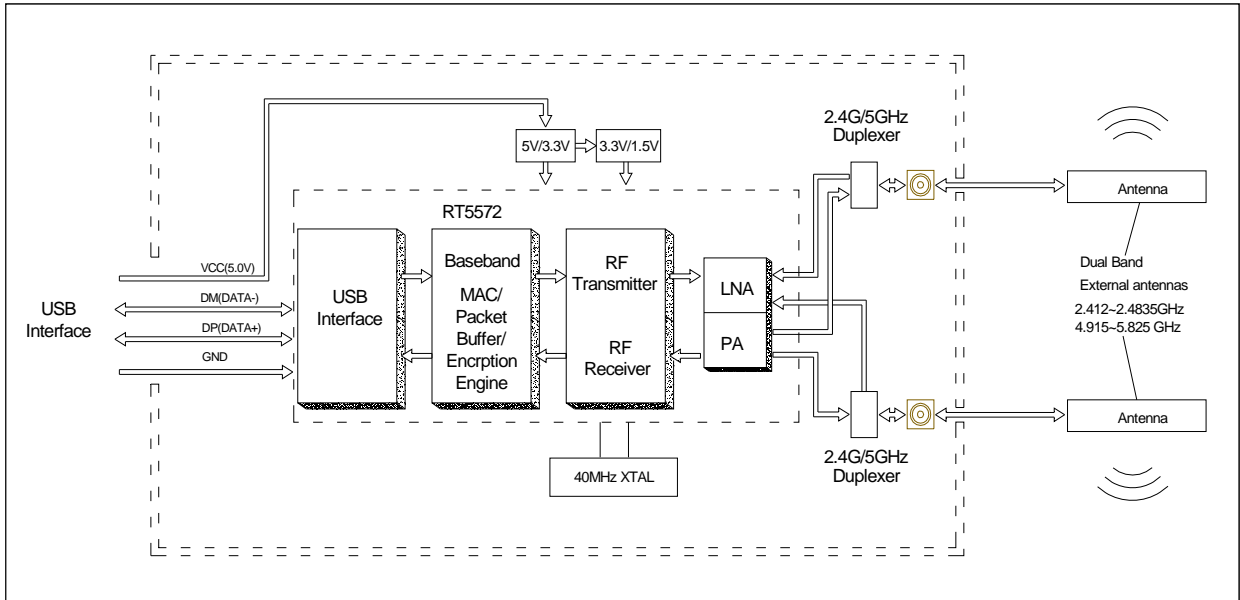 2.4G/5GHz
Duplexer
5V/3.3V
3.3V/1.5V
Antenna
RT5572
VCC(5.0V)
DM(DATA-)
DP(DATA+)
GND
USB
Interface
USB
Interface
Baseband
MAC/
Packet
Buffer/
Encrption
Engine
RF
Transmitter
RF
Receiver
LNA
PA
Dual Band
External antennas
2.412~2.4835GHz
4.915~5.825 GHz
Antenna
2.4G/5GHz
Duplexer
40MHz XTAL